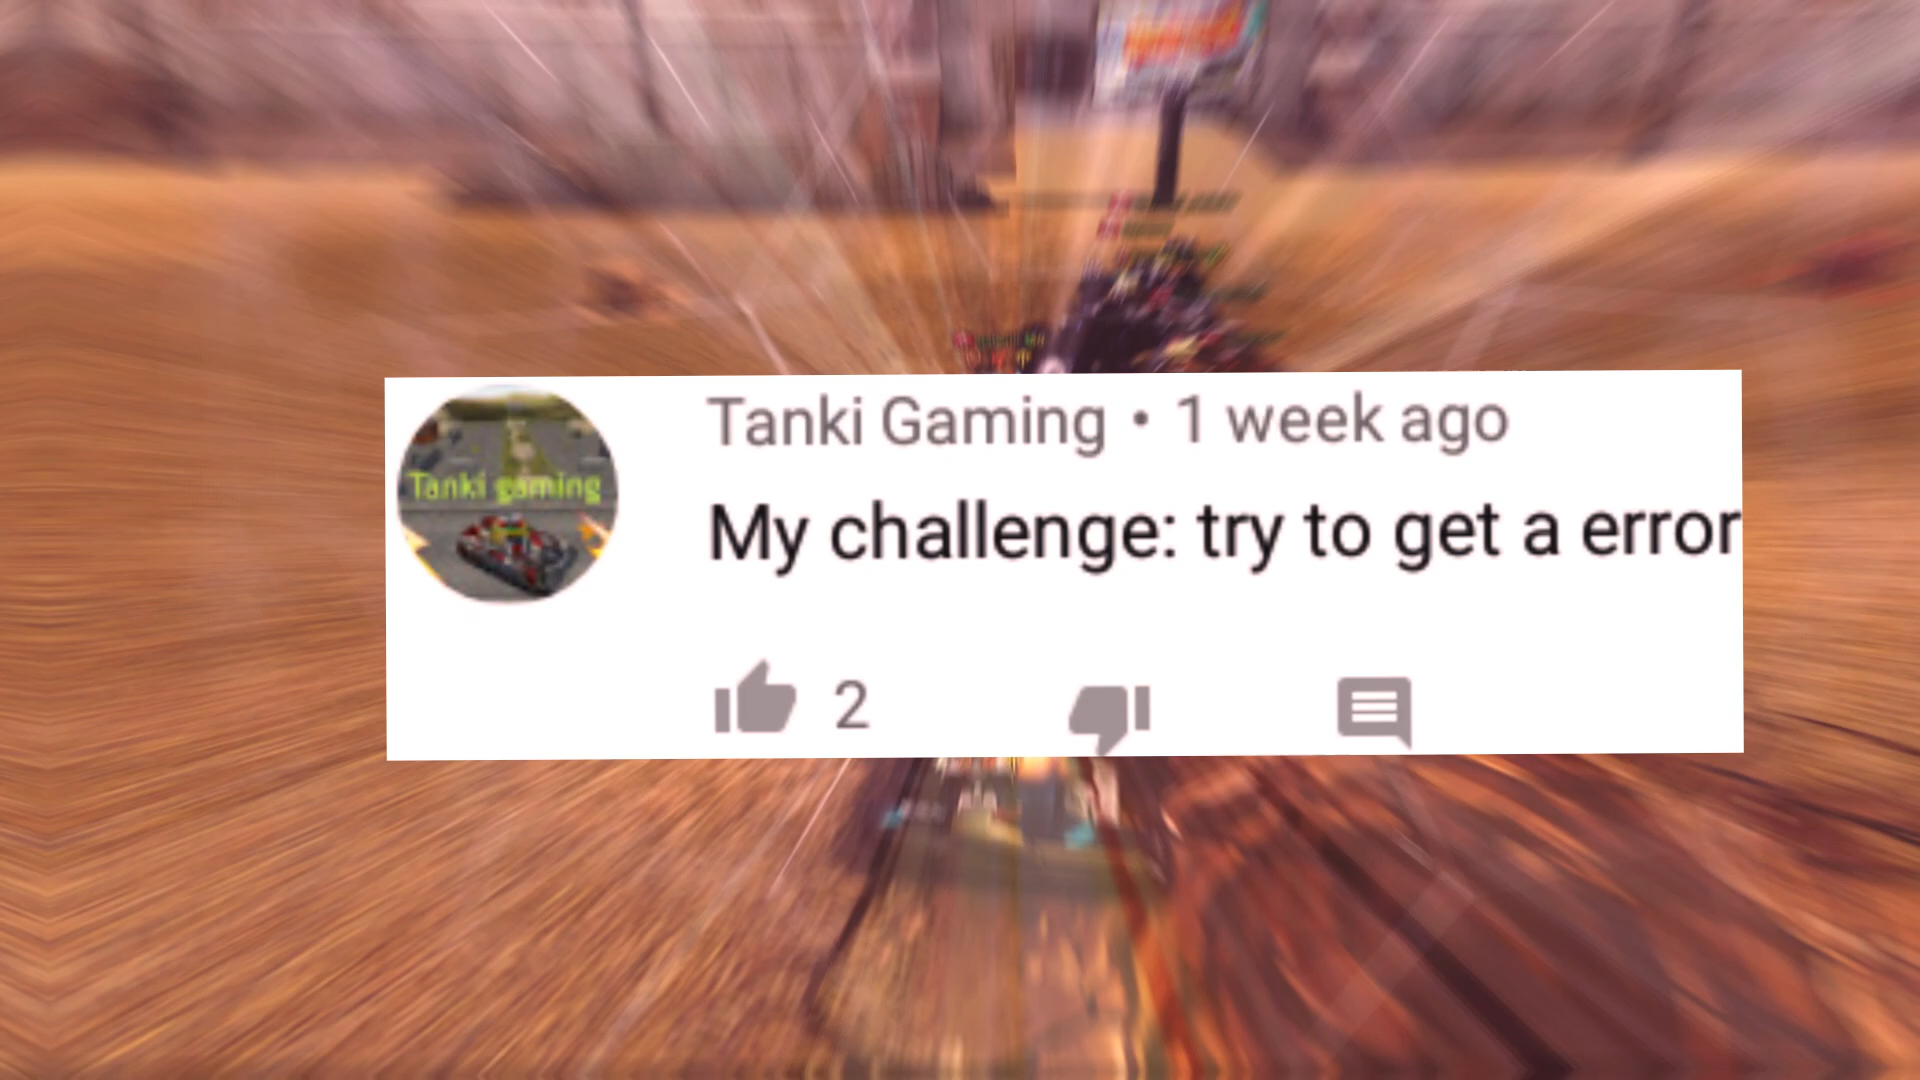 Tanki Gaming • 1 week ago
Tanki gaming
My challenge: try to get a error
2